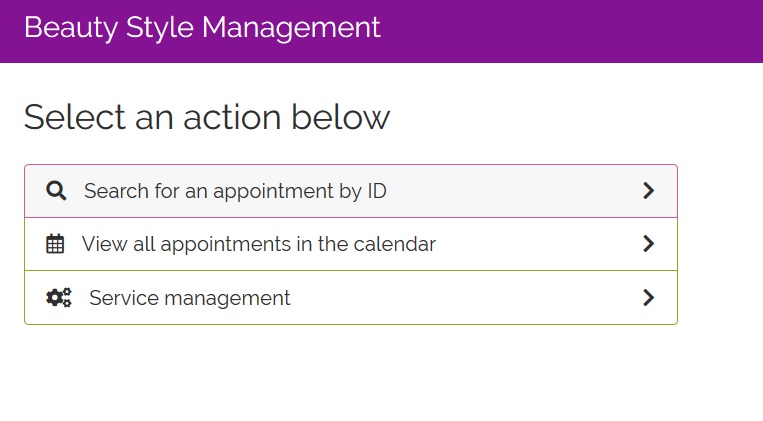 Beauty Style Management
Select an action below
Search for an appointment by ID
View all appointments in the calendar
Service management